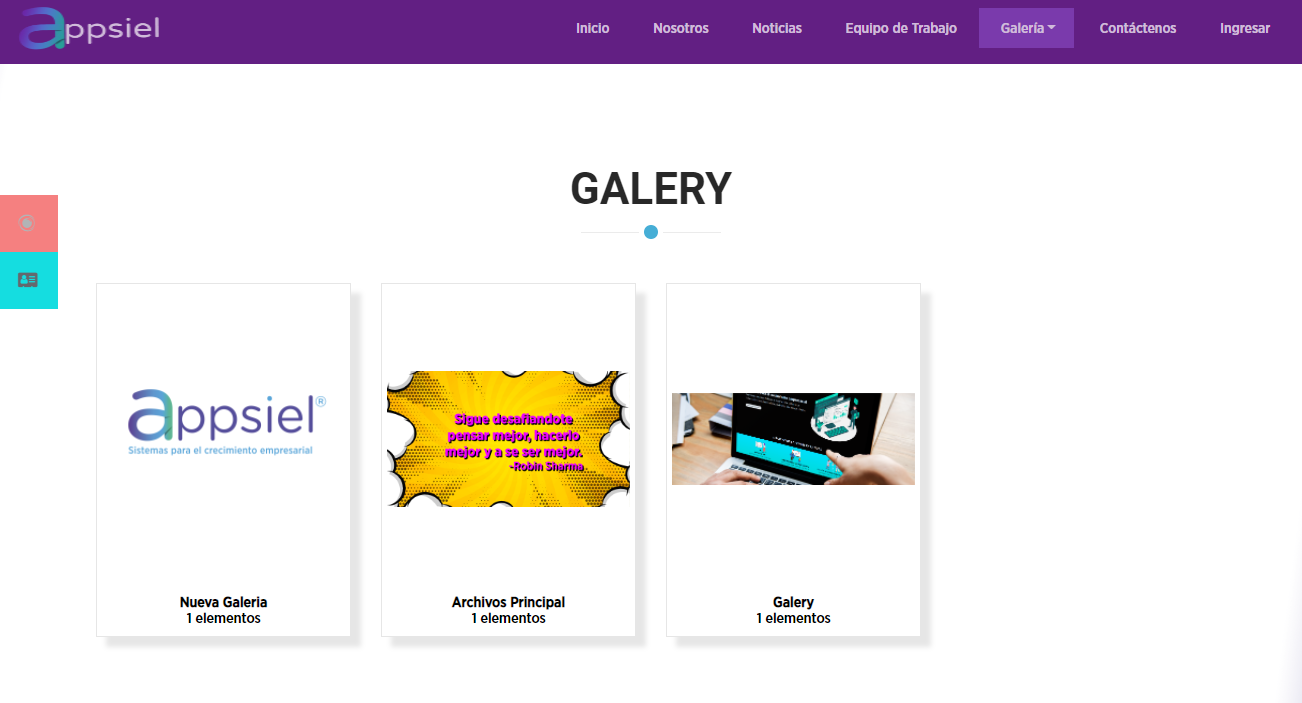 appsiel
Inicio
Nosotros
Noticias
Equipo de Trabajo
Galería
Contáctenos
Ingresar
GALERY
appsiel®
Sistemas para el crecimiento empresarial
Sigue desafiandote
pensar mejor, hacerlo
mejor y a se ser mejor.
-Robin Sharma
Nueva Galeria
1 elementos
Archivos Principal
1 elementos
Galery
1 elementos